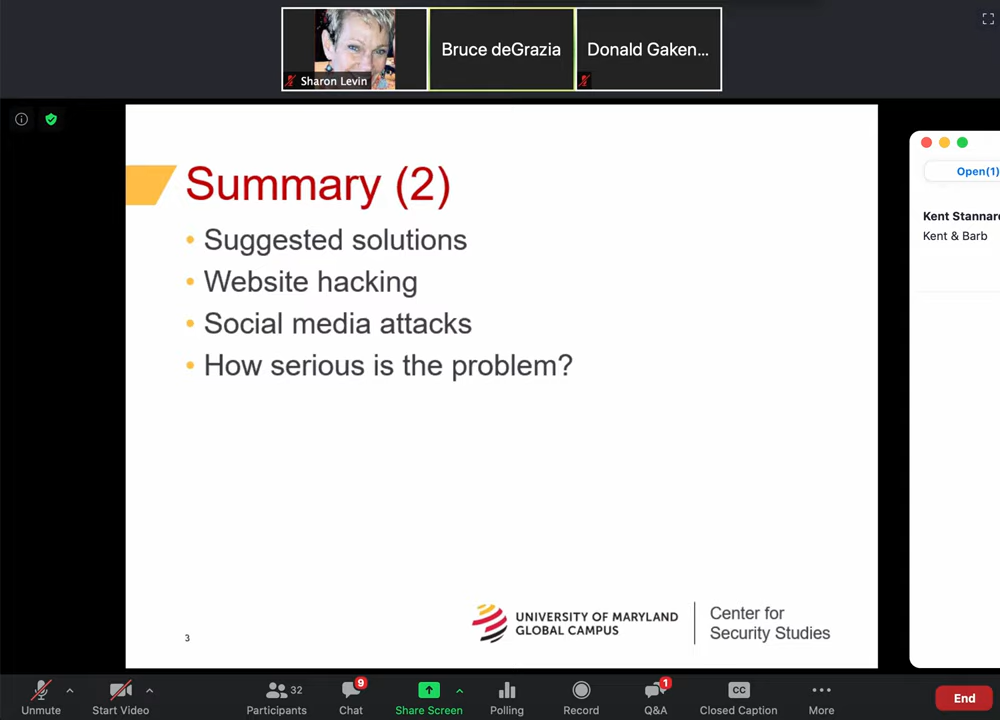 Sharon Levin
Bruce deGrazia
Donald Gaken...
Open(1)
Kent Stannar
Kent & Barb
Summary (2)
• Suggested solutions
• Website hacking
• Social media attacks
• How serious is the problem?
3
UNIVERSITY OF MARYLAND
GLOBAL CAMPUS
Center for
Security Studies
Unmute
Start Video
32
Participants
9
Chat
Share Screen
Polling
Record
1
Q&A
CC
Closed Caption
More
End